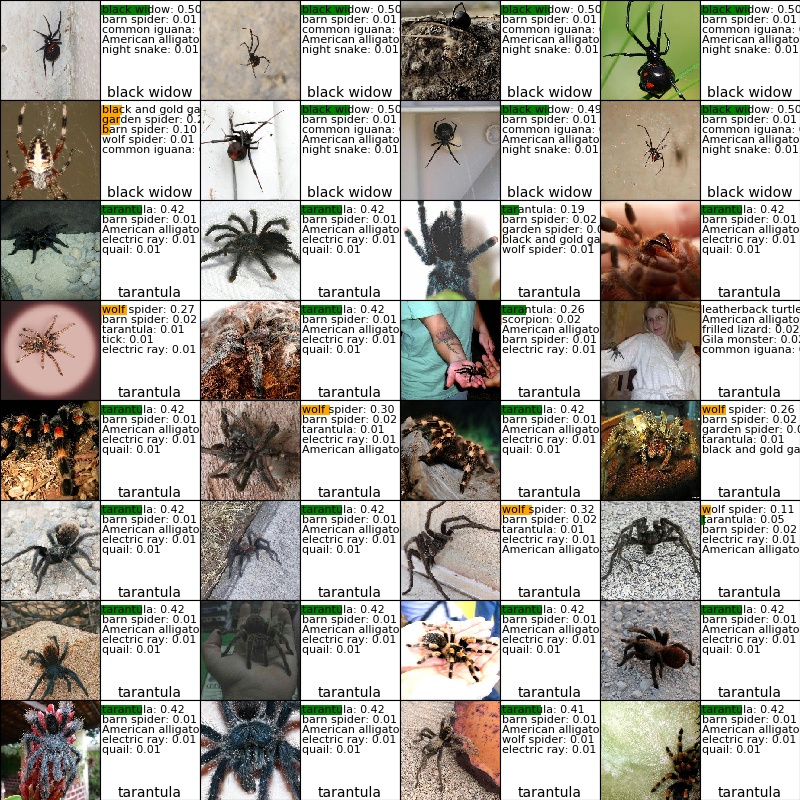 black widow: 0.50
barn spider: 0.01
common iguana:
American alligato
night snake: 0.01
black widow
black widow: 0.50
barn spider: 0.01
common iguana:
American alligato
night snake: 0.01
black widow
black widow: 0.50
barn spider: 0.01
common iguana:
American alligato
night snake: 0.01
black widow
black widow: 0.50
barn spider: 0.01
common iguana:
American alligato
night snake: 0.01
black widow
black and gold ga
garden spider: 0.2
barn spider: 0.10
wolf spider: 0.01
common iguana:
black widow
black widow: 0.50
barn spider: 0.01
common iguana:
American alligato
night snake: 0.01
black widow
black widow: 0.49
barn spider: 0.01
common iguana:
American alligato
night snake: 0.01
black widow
black widow: 0.50
barn spider: 0.01
common iguana:
American alligato
night snake: 0.01
black widow
tarantula: 0.42
barn spider: 0.01
American alligato
electric ray: 0.01
quail: 0.01
tarantula
tarantula: 0.42
barn spider: 0.01
American alligato
electric ray: 0.01
quail: 0.01
tarantula
tarantula: 0.19
barn spider: 0.02
garden spider: 0.0
black and gold ga
wolf spider: 0.01
tarantula
tarantula: 0.42
barn spider: 0.01
American alligato
electric ray: 0.01
quail: 0.01
tarantula
wolf spider: 0.27
barn spider: 0.02
tarantula: 0.01
tick: 0.01
electric ray: 0.01
tarantula
tarantula: 0.42
barn spider: 0.01
American alligato
electric ray: 0.01
quail: 0.01
tarantula
tarantula: 0.26
scorpion: 0.02
American alligato
barn spider: 0.01
electric ray: 0.01
tarantula
leatherback turtle
American alligato
frilled lizard: 0.02
Gila monster: 0.02
common iguana:
tarantula
tarantula: 0.42
barn spider: 0.01
American alligato
electric ray: 0.01
quail: 0.01
tarantula
wolf spider: 0.30
barn spider: 0.02
tarantula: 0.01
electric ray: 0.01
American alligato
tarantula
tarantula: 0.42
barn spider: 0.01
American alligato
electric ray: 0.01
quail: 0.01
tarantula
wolf spider: 0.26
barn spider: 0.02
garden spider: 0.0
tarantula: 0.01
black and gold ga
tarantula
tarantula: 0.42
barn spider: 0.01
American alligato
electric ray: 0.01
quail: 0.01
tarantula
tarantula: 0.42
barn spider: 0.01
American alligato
electric ray: 0.01
quail: 0.01
tarantula
wolf spider: 0.32
barn spider: 0.02
tarantula: 0.01
electric ray: 0.01
American alligato
tarantula
wolf spider: 0.11
tarantula: 0.05
barn spider: 0.02
electric ray: 0.01
American alligato
tarantula
tarantula: 0.42
barn spider: 0.01
American alligato
electric ray: 0.01
quail: 0.01
tarantula
tarantula: 0.42
barn spider: 0.01
American alligato
electric ray: 0.01
quail: 0.01
tarantula
tarantula: 0.42
barn spider: 0.01
American alligato
electric ray: 0.01
quail: 0.01
tarantula
tarantula: 0.42
barn spider: 0.01
American alligato
electric ray: 0.01
quail: 0.01
tarantula
tarantula: 0.42
barn spider: 0.01
American alligato
electric ray: 0.01
quail: 0.01
tarantula
tarantula: 0.42
barn spider: 0.01
American alligato
electric ray: 0.01
quail: 0.01
tarantula
tarantula: 0.41
barn spider: 0.01
American alligato
wolf spider: 0.01
electric ray: 0.01
tarantula
tarantula: 0.42
barn spider: 0.01
American alligato
electric ray: 0.01
quail: 0.01
tarantula